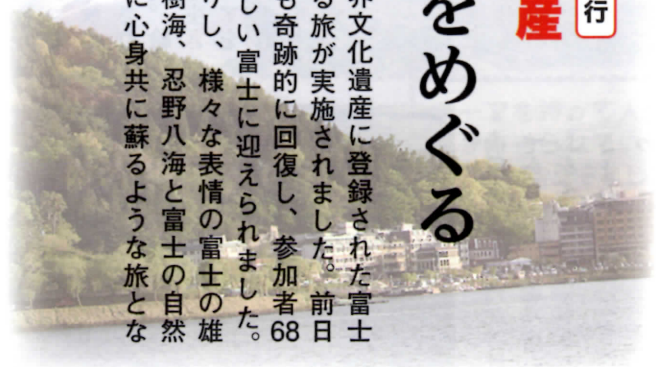 行
産
をめぐる
界文化遺産に登録された富士
る旅が実施されました。前日
も奇跡的に回復し、参加者68
しい富士に迎えられました。
りし、様々な表情の富士の雄
樹海、忍野八海と富士の自然
に心身共に蘇るような旅とな